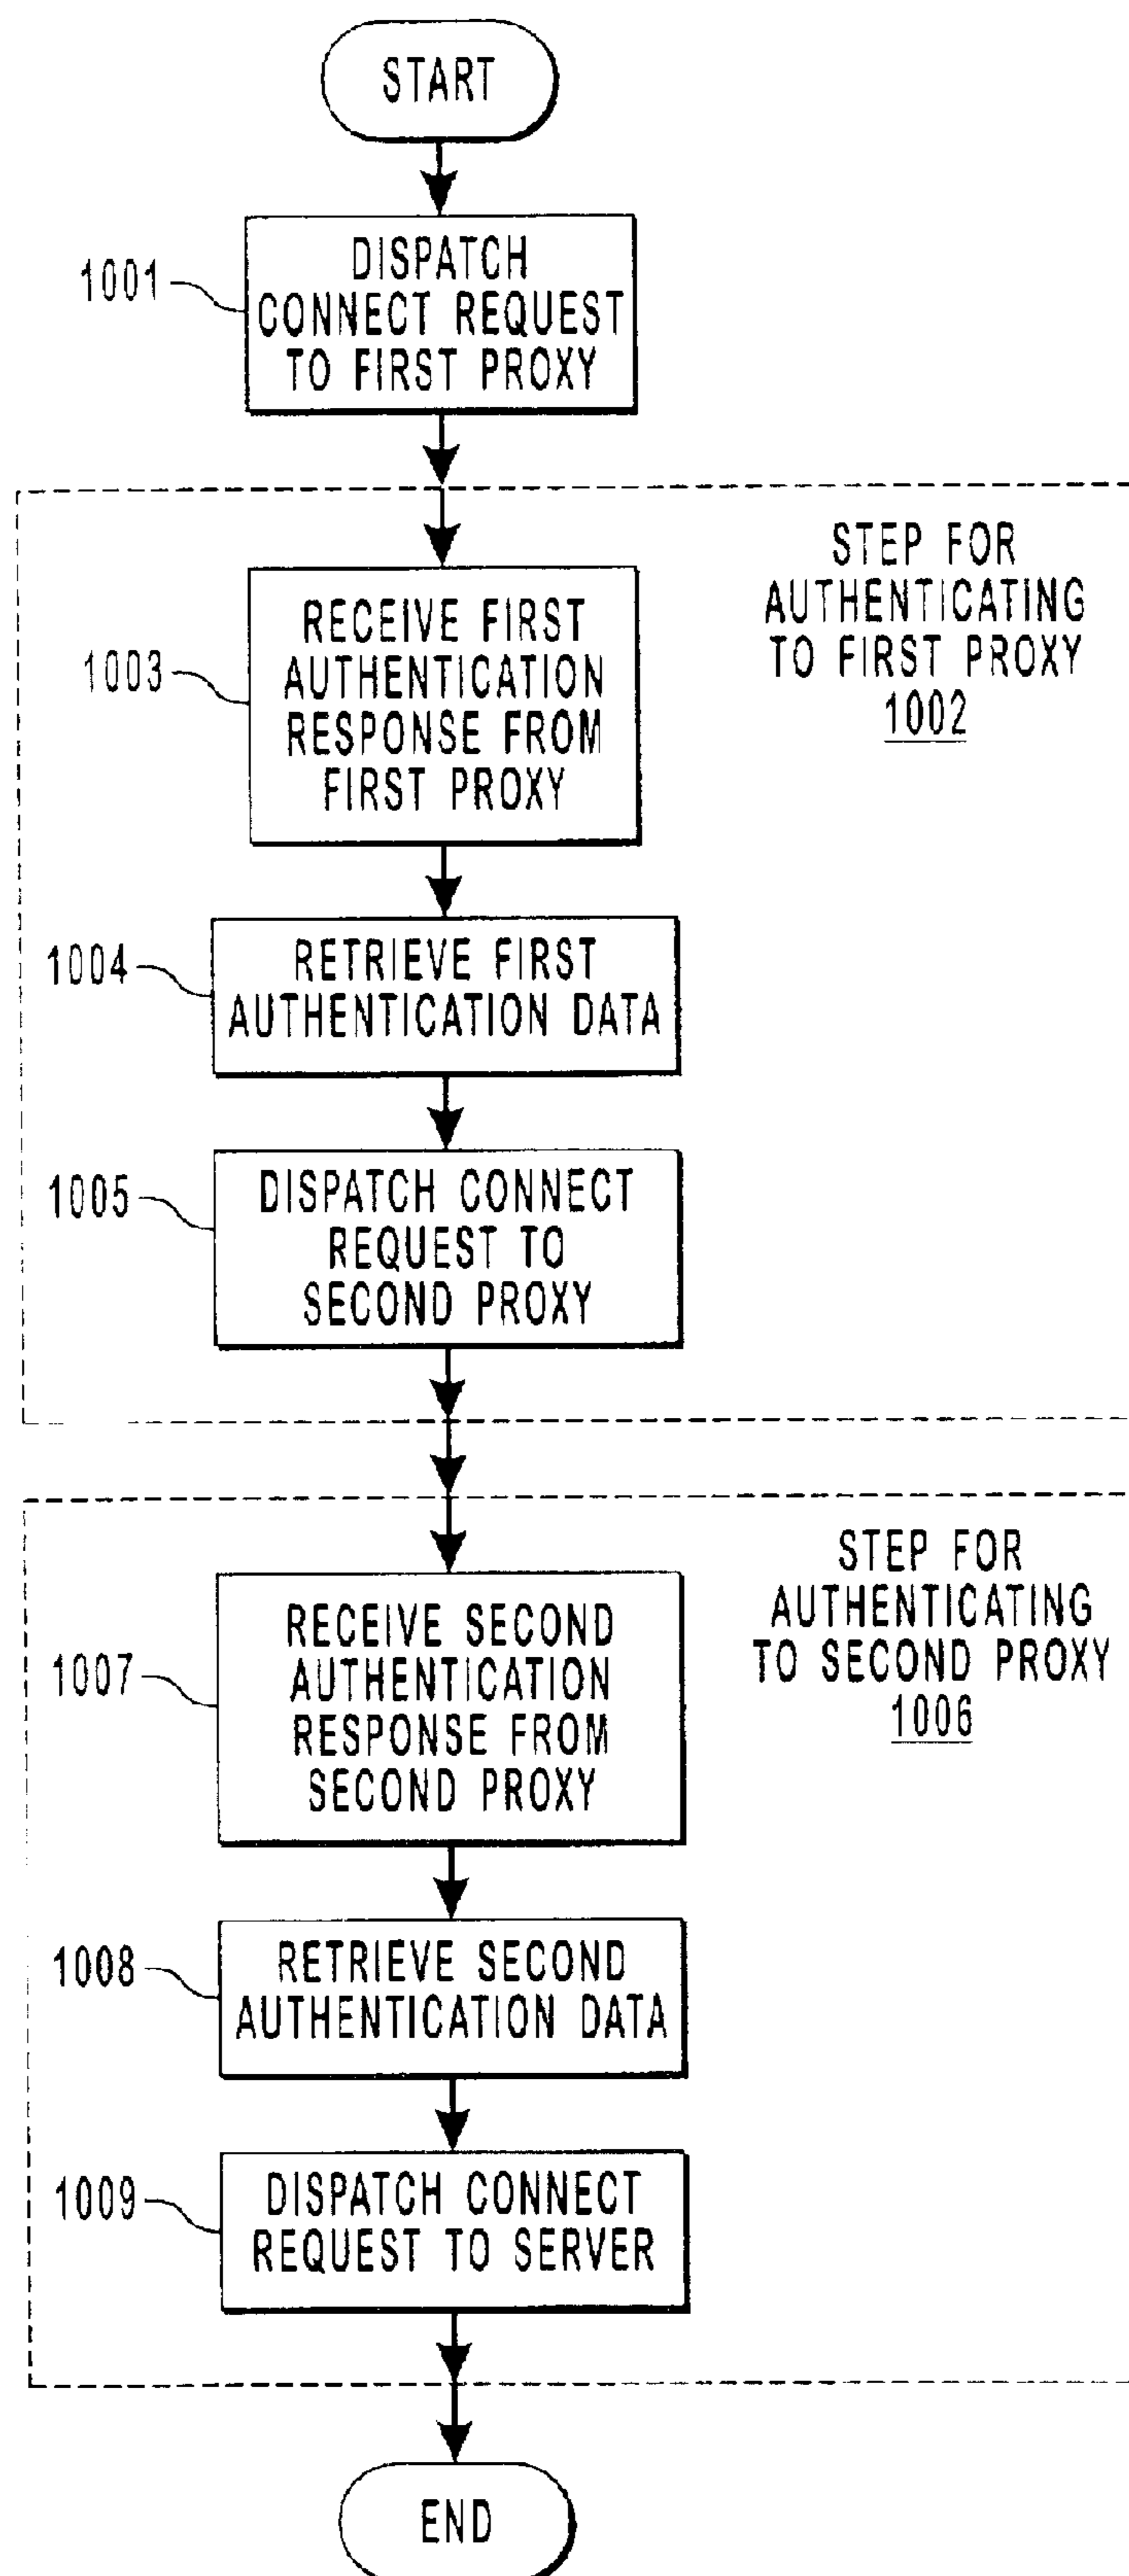 START
1001
DISPATCH
CONNECT REQUEST
TO FIRST PROXY
STEP FOR
AUTHENTICATING
TO FIRST PROXY
1002
1003
RECEIVE FIRST
AUTHENTICATION
RESPONSE FROM
FIRST PROXY
1004
RETRIEVE FIRST
AUTHENTICATION DATA
1005
DISPATCH CONNECT
REQUEST TO
SECOND PROXY
STEP FOR
AUTHENTICATING
TO SECOND PROXY
1006
1007
RECEIVE SECOND
AUTHENTICATION
RESPONSE FROM
SECOND PROXY
1008
RETRIEVE SECOND
AUTHENTICATION DATA
1009
DISPATCH CONNECT
REQUEST TO SERVER
END